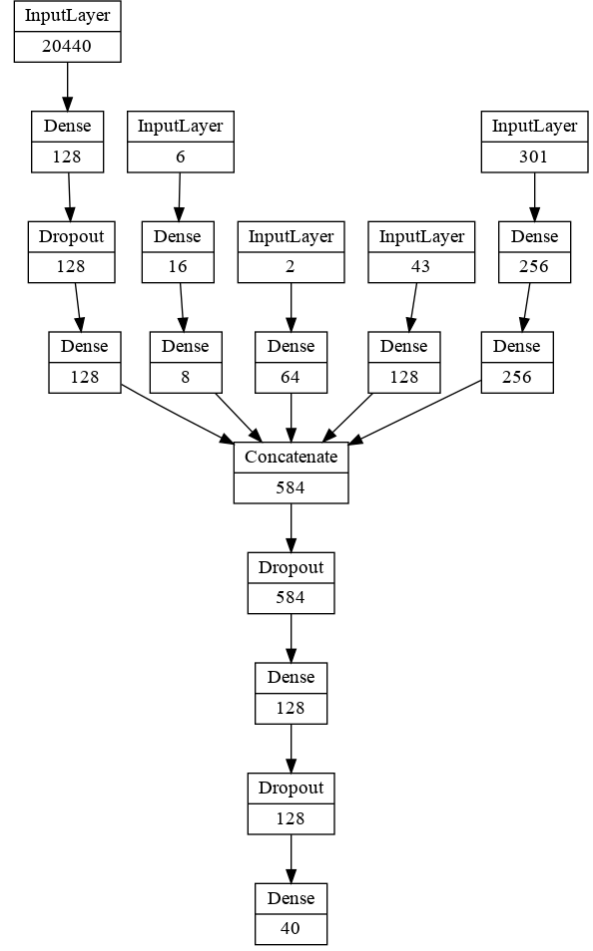 InputLayer
20440
Dense
128
InputLayer
6
InputLayer
301
Dropout
128
Dense
16
InputLayer
2
InputLayer
43
Dense
256
Dense
128
Dense
8
Dense
64
Dense
128
Dense
256
Concatenate
584
Dropout
584
Dense
128
Dropout
128
Dense
40